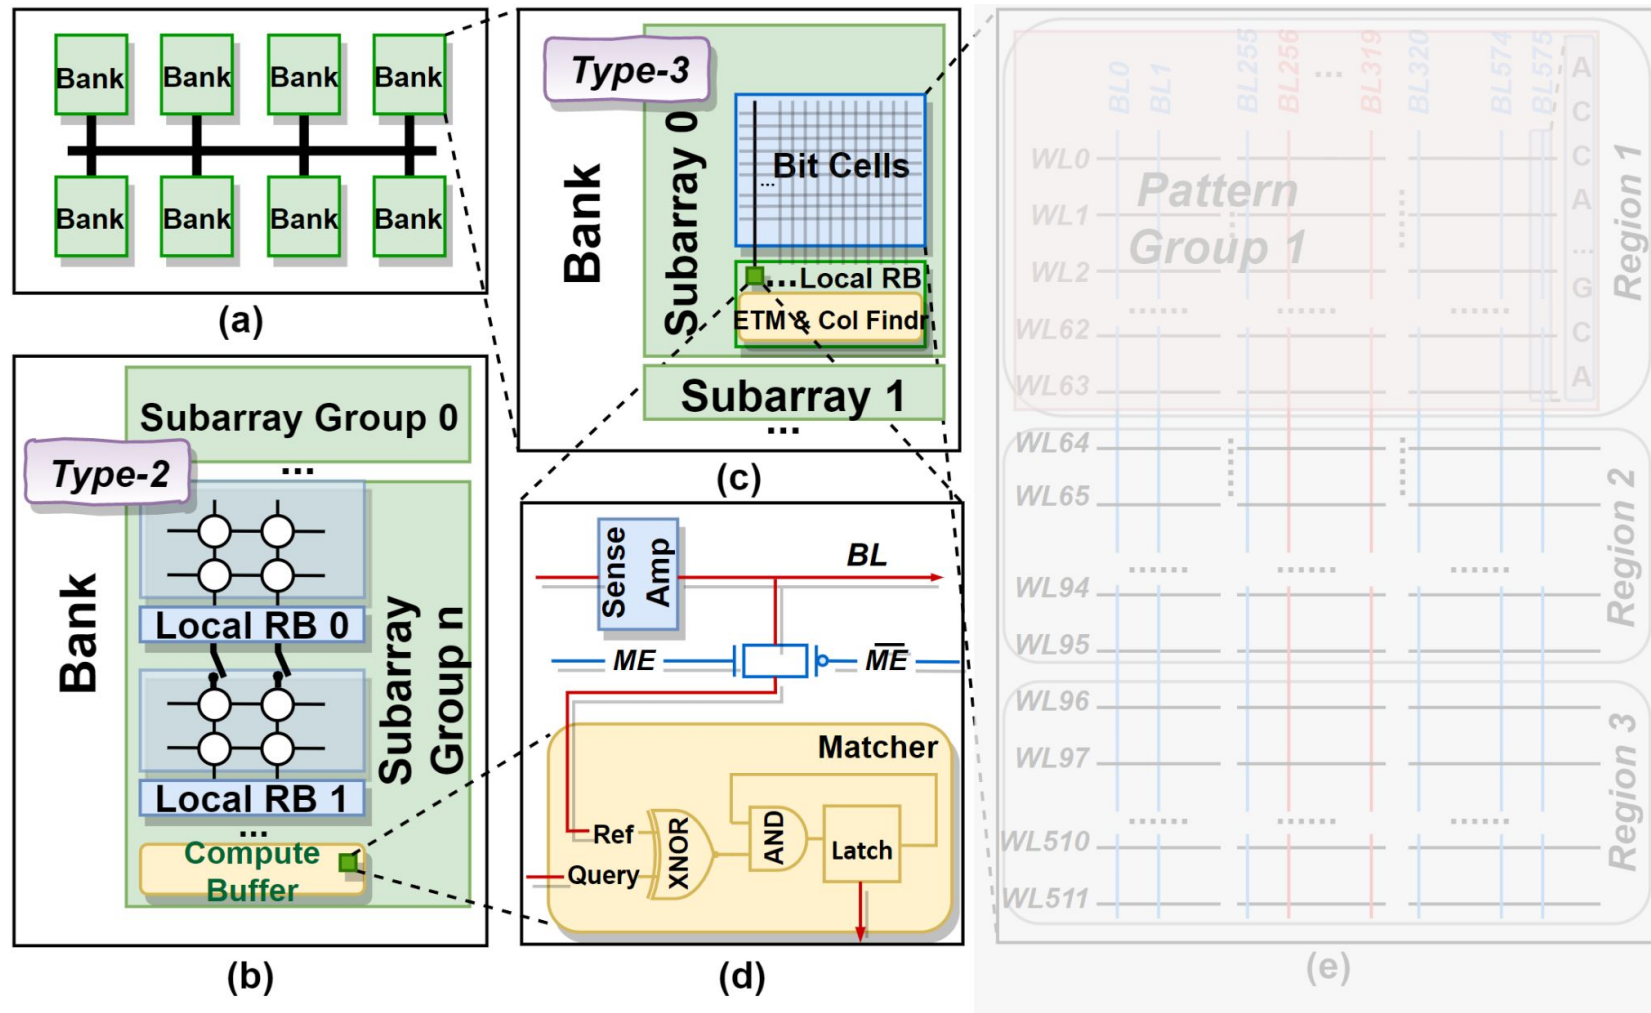 Bank Bank Bank Bank
Bank Bank Bank Bank
(a)
Subarray Group 0
...
Type-2
Bank
Local RB 0
Local RB 1
...
Compute
Buffer
Subarray
Group n
(b)
Type-3
Bank
Subarray 0
Bit Cells
...
...Local RB
ETM & Col Findr
Subarray 1
...
(c)
Sense
Amp
BL
ME
ME
Matcher
Ref
Query
XNOR
AND
Latch
(d)
BL0
BL1
BL255
BL256
...
BL319
BL320
BL574
BL575
A
C
C
A
...
G
C
A
WL0
WL1
WL2
WL62
WL63
Pattern
Group 1
Region 1
WL64
WL65
WL94
WL95
Region 2
WL96
WL97
WL510
WL511
Region 3
(e)